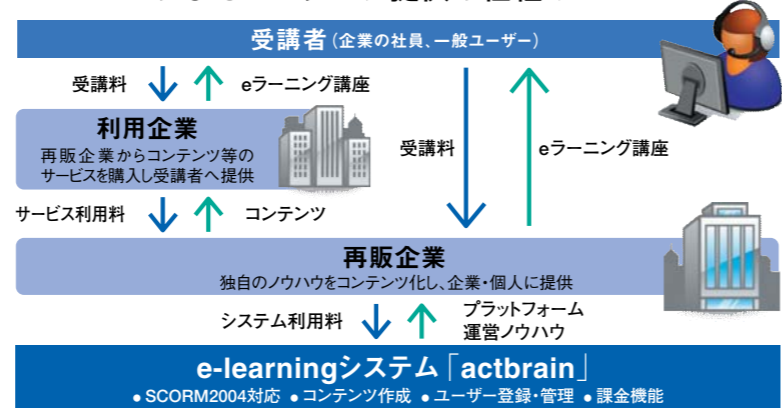 受講者（企業の社員、一般ユーザー）
受講料
eラーニング講座
利用企業
再販企業からコンテンツ等の
サービスを購入し受講者へ提供
受講料
eラーニング講座
サービス利用料
コンテンツ
再販企業
独自のノウハウをコンテンツ化し、企業・個人に提供
システム利用料
プラットフォーム
運営ノウハウ
e-learningシステム「actbrain」
●SCORM2004対応 ●コンテンツ作成 ●ユーザー登録・管理 ●課金機能